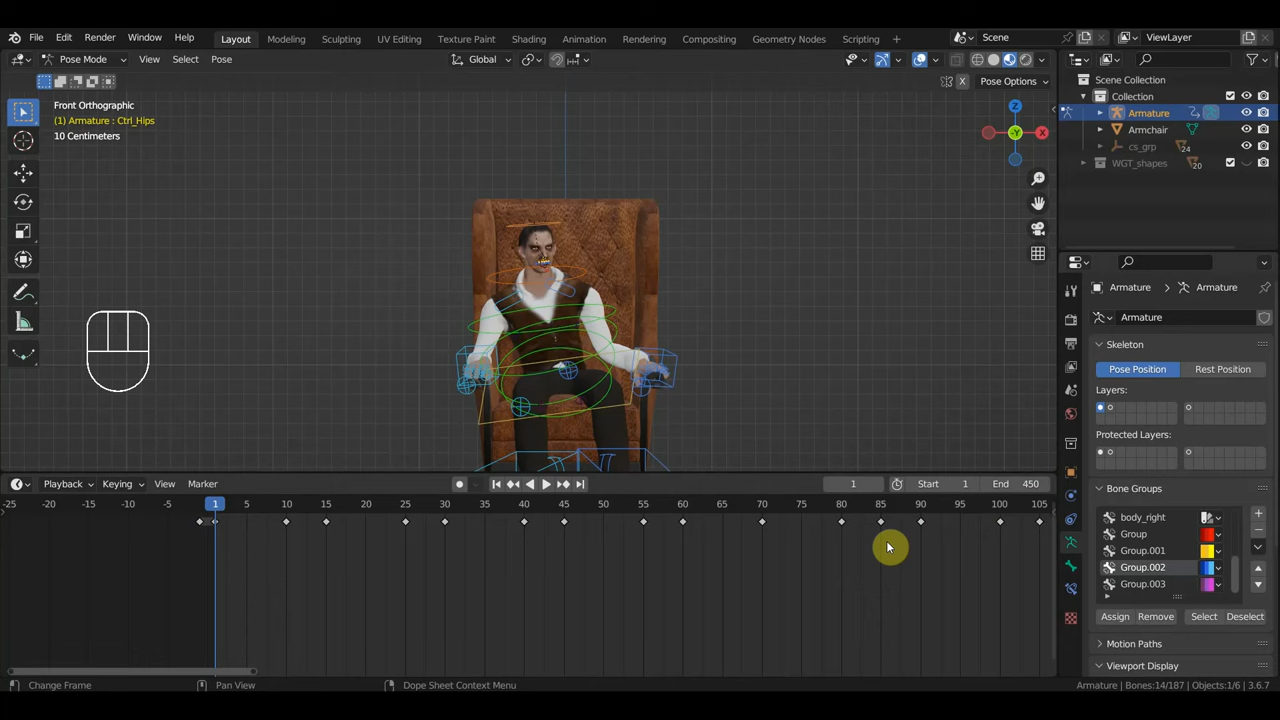 File Edit Render Window Help Layout Modeling Sculpting UV Editing Texture Paint Shading Animation Rendering Compositing Geometry Nodes Scripting + Scene ViewLayer
Pose Mode View Select Pose Global
X Pose Options
Front Orthographic
(1) Armature : Ctrl_Hips
10 Centimeters
Z
-Y
X
Scene Collection
Collection
Armature
Armchair
cs_grp 24
WGT_shapes 20
Armature > Armature
Armature
Skeleton
Pose Position Rest Position
Layers:
Protected Layers:
Bone Groups
body_right
Group
Group.001
Group.002
Group.003
Assign Remove Select Deselect
Motion Paths
Viewport Display
Playback Keying View Marker 1 Start 1 End 450
-25 -20 -15 -10 -5 1 5 10 15 20 25 30 35 40 45 50 55 60 65 70 75 80 85 90 95 100 105
Change Frame Pan View Dope Sheet Context Menu Armature | Bones:14/187 | Objects:1/6 | 3.6.7